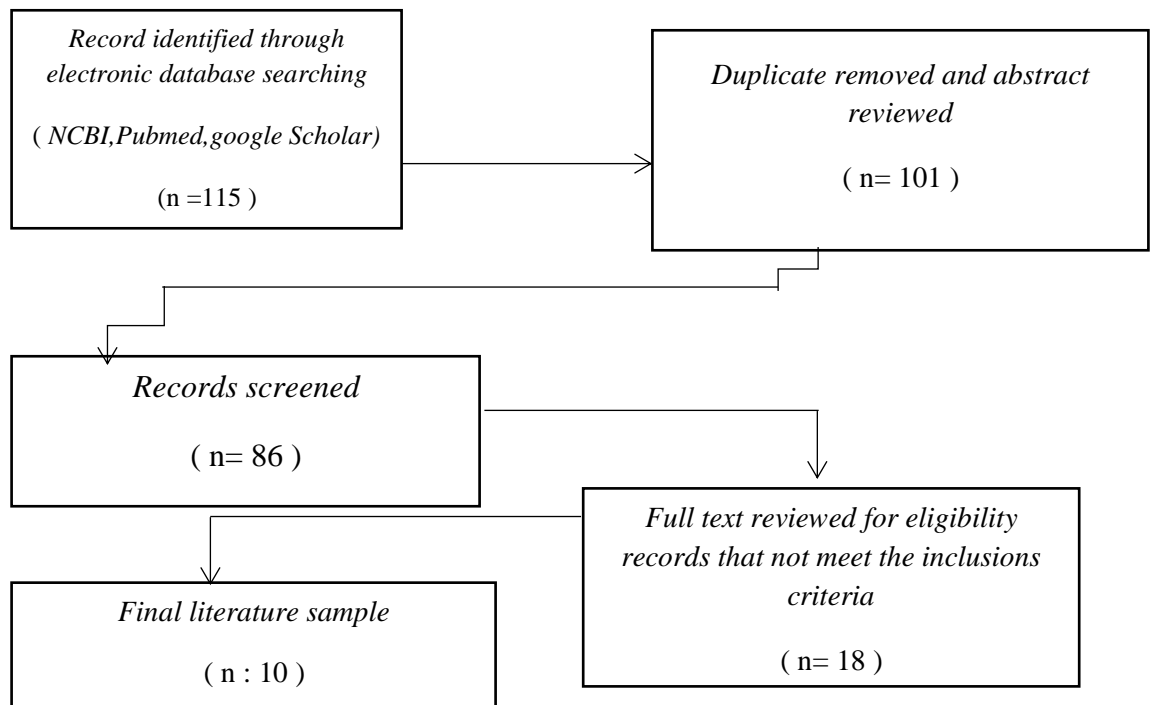 Record identified through
electronic database searching
( NCBI,Pubmed,google Scholar)
(n =115 )
Duplicate removed and abstract
reviewed
( n= 101 )
Records screened
( n= 86 )
Full text reviewed for eligibility
records that not meet the inclusions
criteria
( n= 18 )
Final literature sample
( n : 10 )